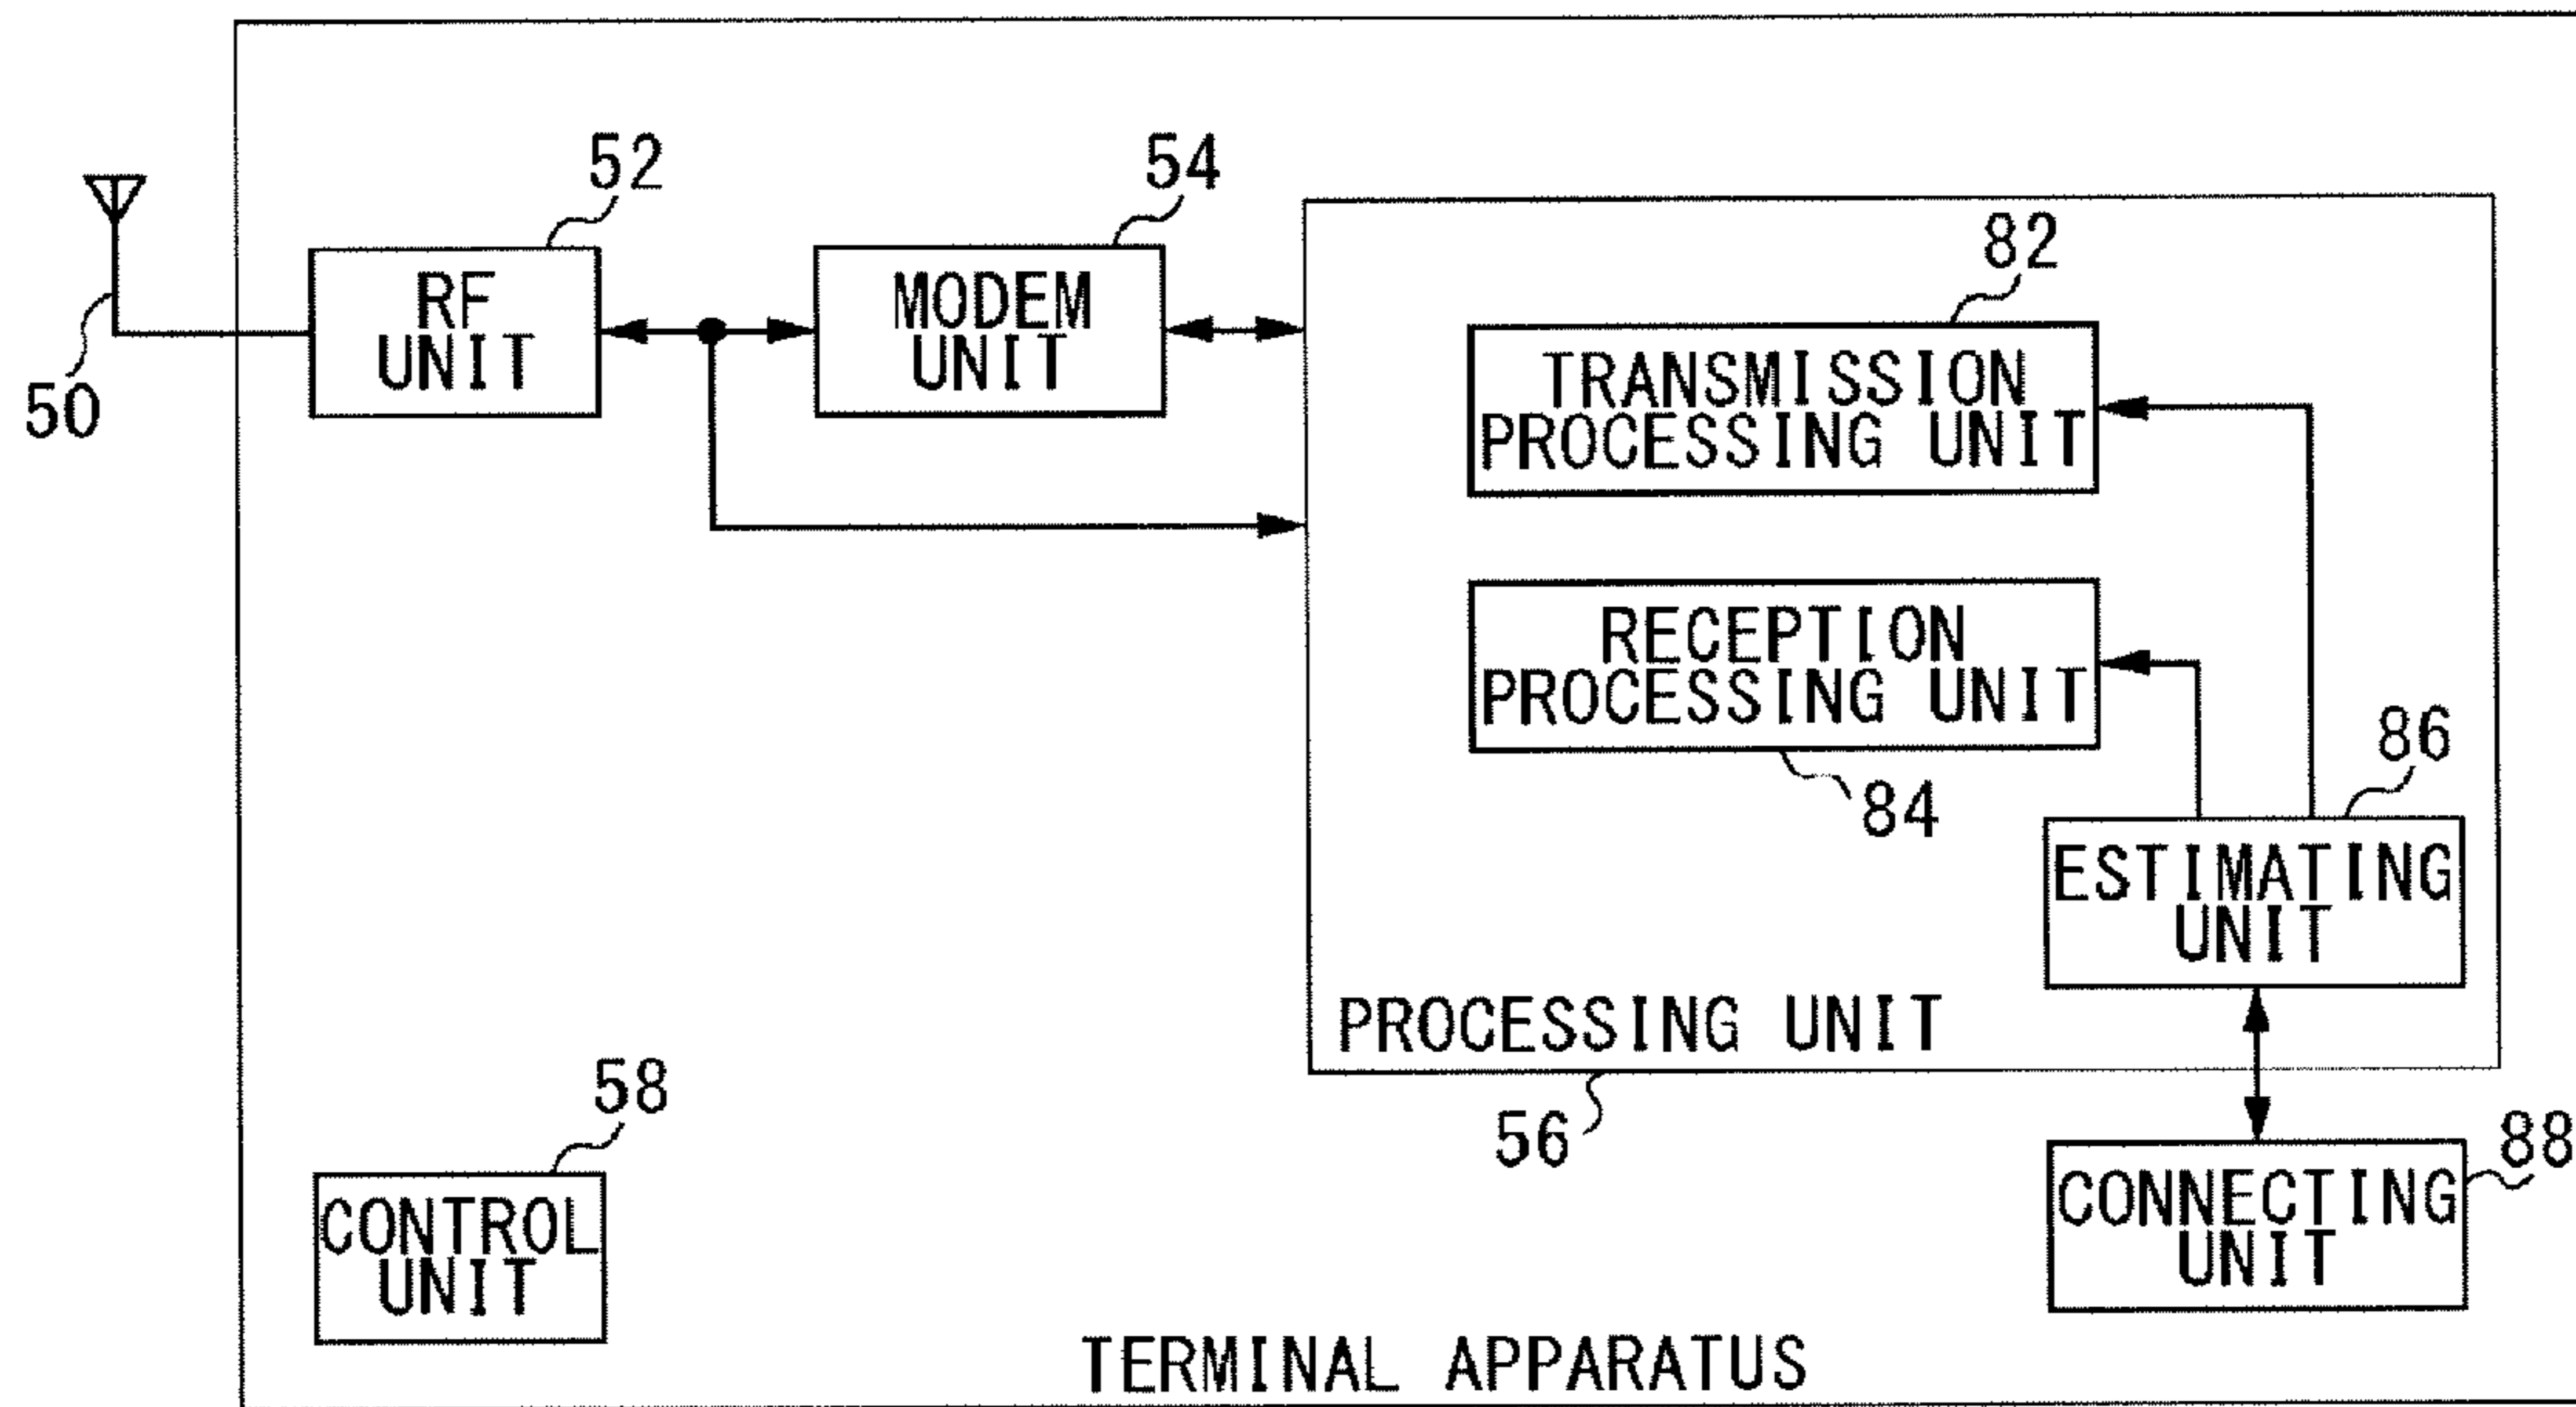 52
54
82
RF
UNIT
MODEM
UNIT
TRANSMISSION
PROCESSING UNIT
50
RECEPTION
PROCESSING UNIT
84
86
ESTIMATING
UNIT
PROCESSING UNIT
56
58
CONTROL
UNIT
88
CONNECTING
UNIT
TERMINAL APPARATUS